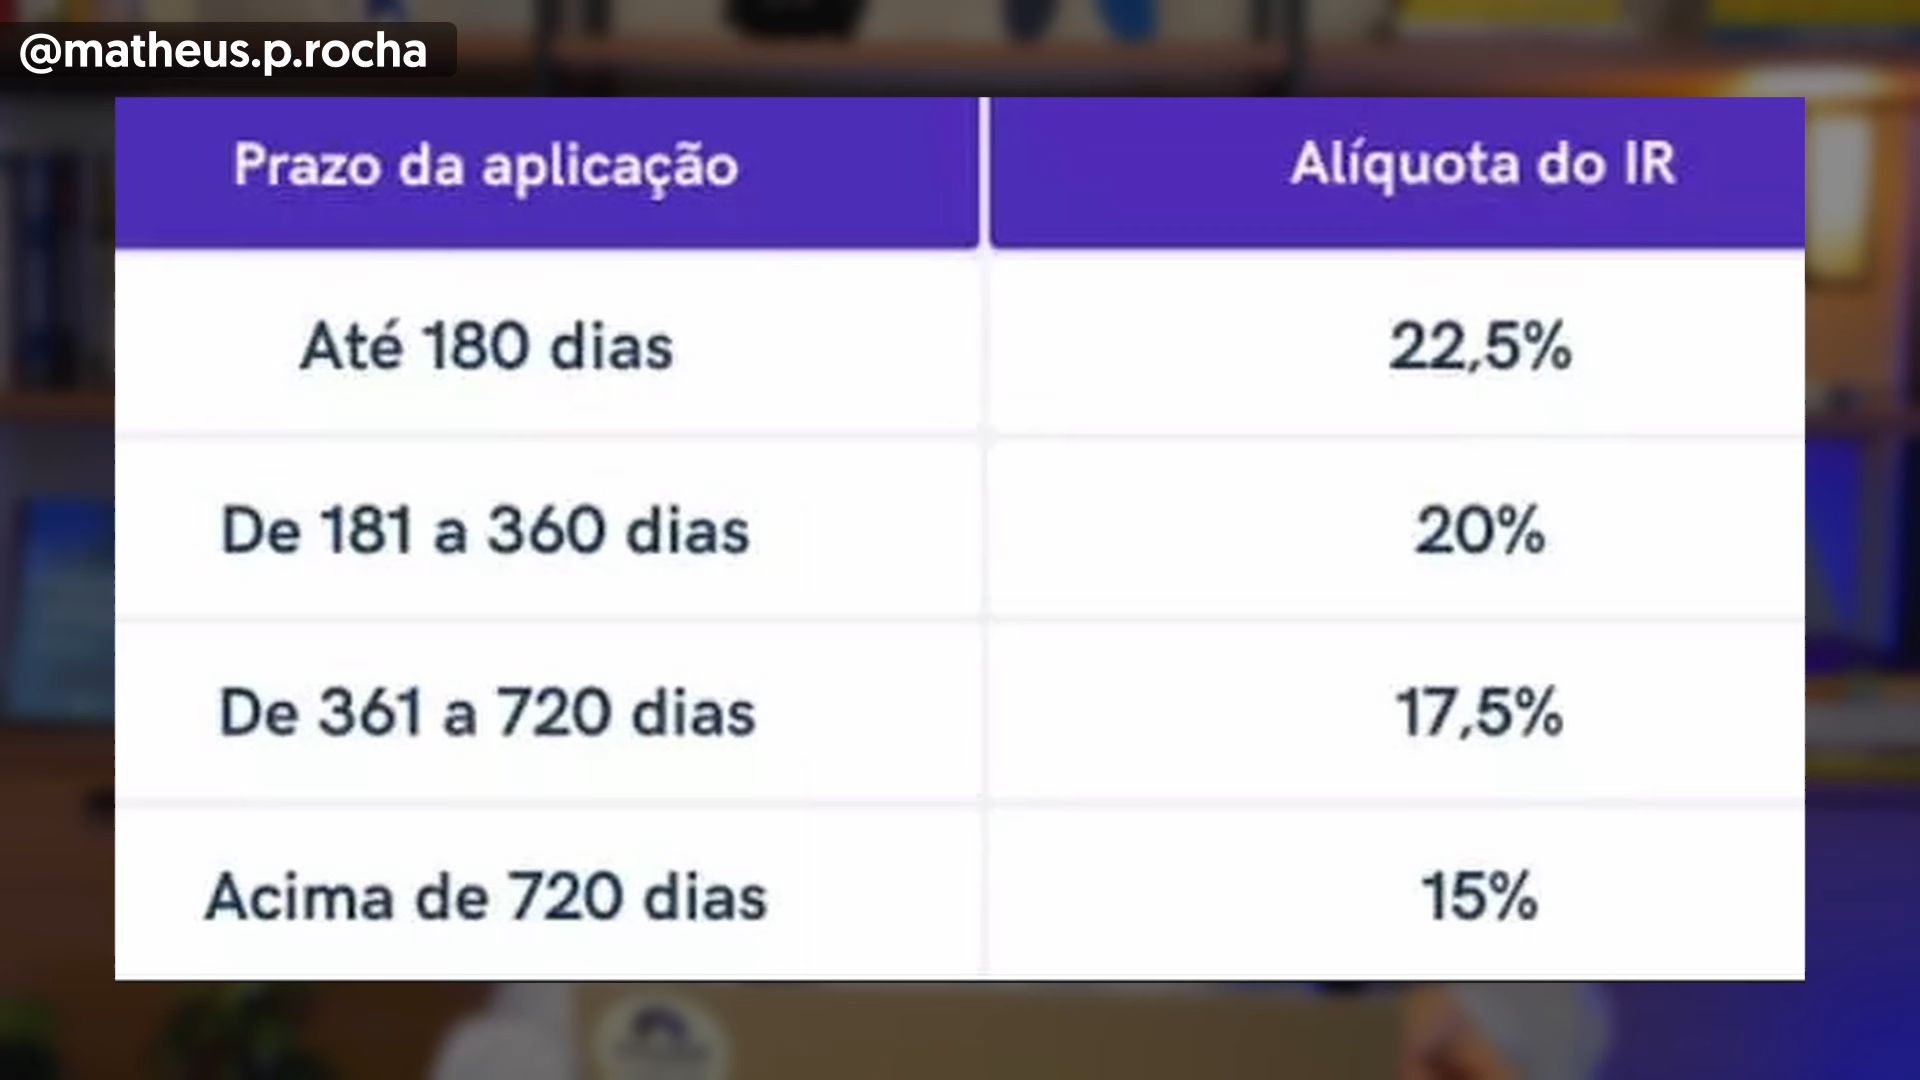 @matheus.p.rocha
Prazo da aplicação Alíquota do IR
Até 180 dias 22,5%
De 181 a 360 dias 20%
De 361 a 720 dias 17,5%
Acima de 720 dias 15%